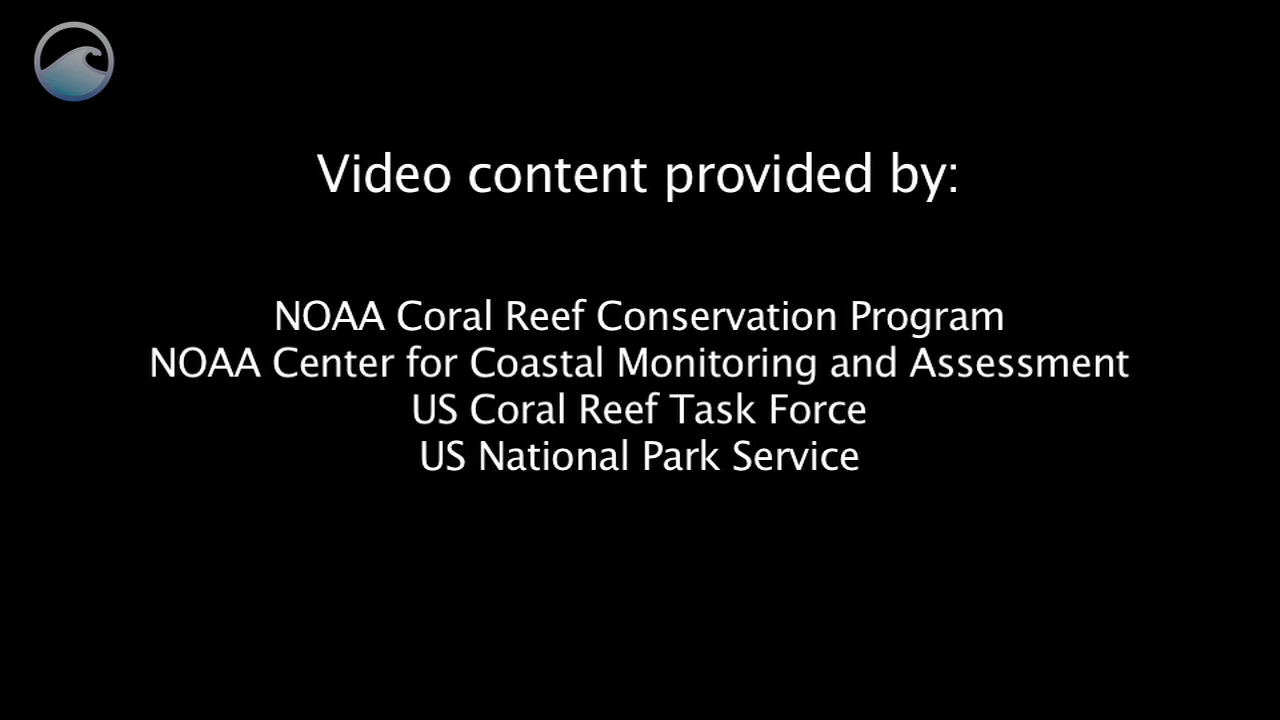 Video content provided by:
NOAA Coral Reef Conservation Program
NOAA Center for Coastal Monitoring and Assessment
US Coral Reef Task Force
US National Park Service